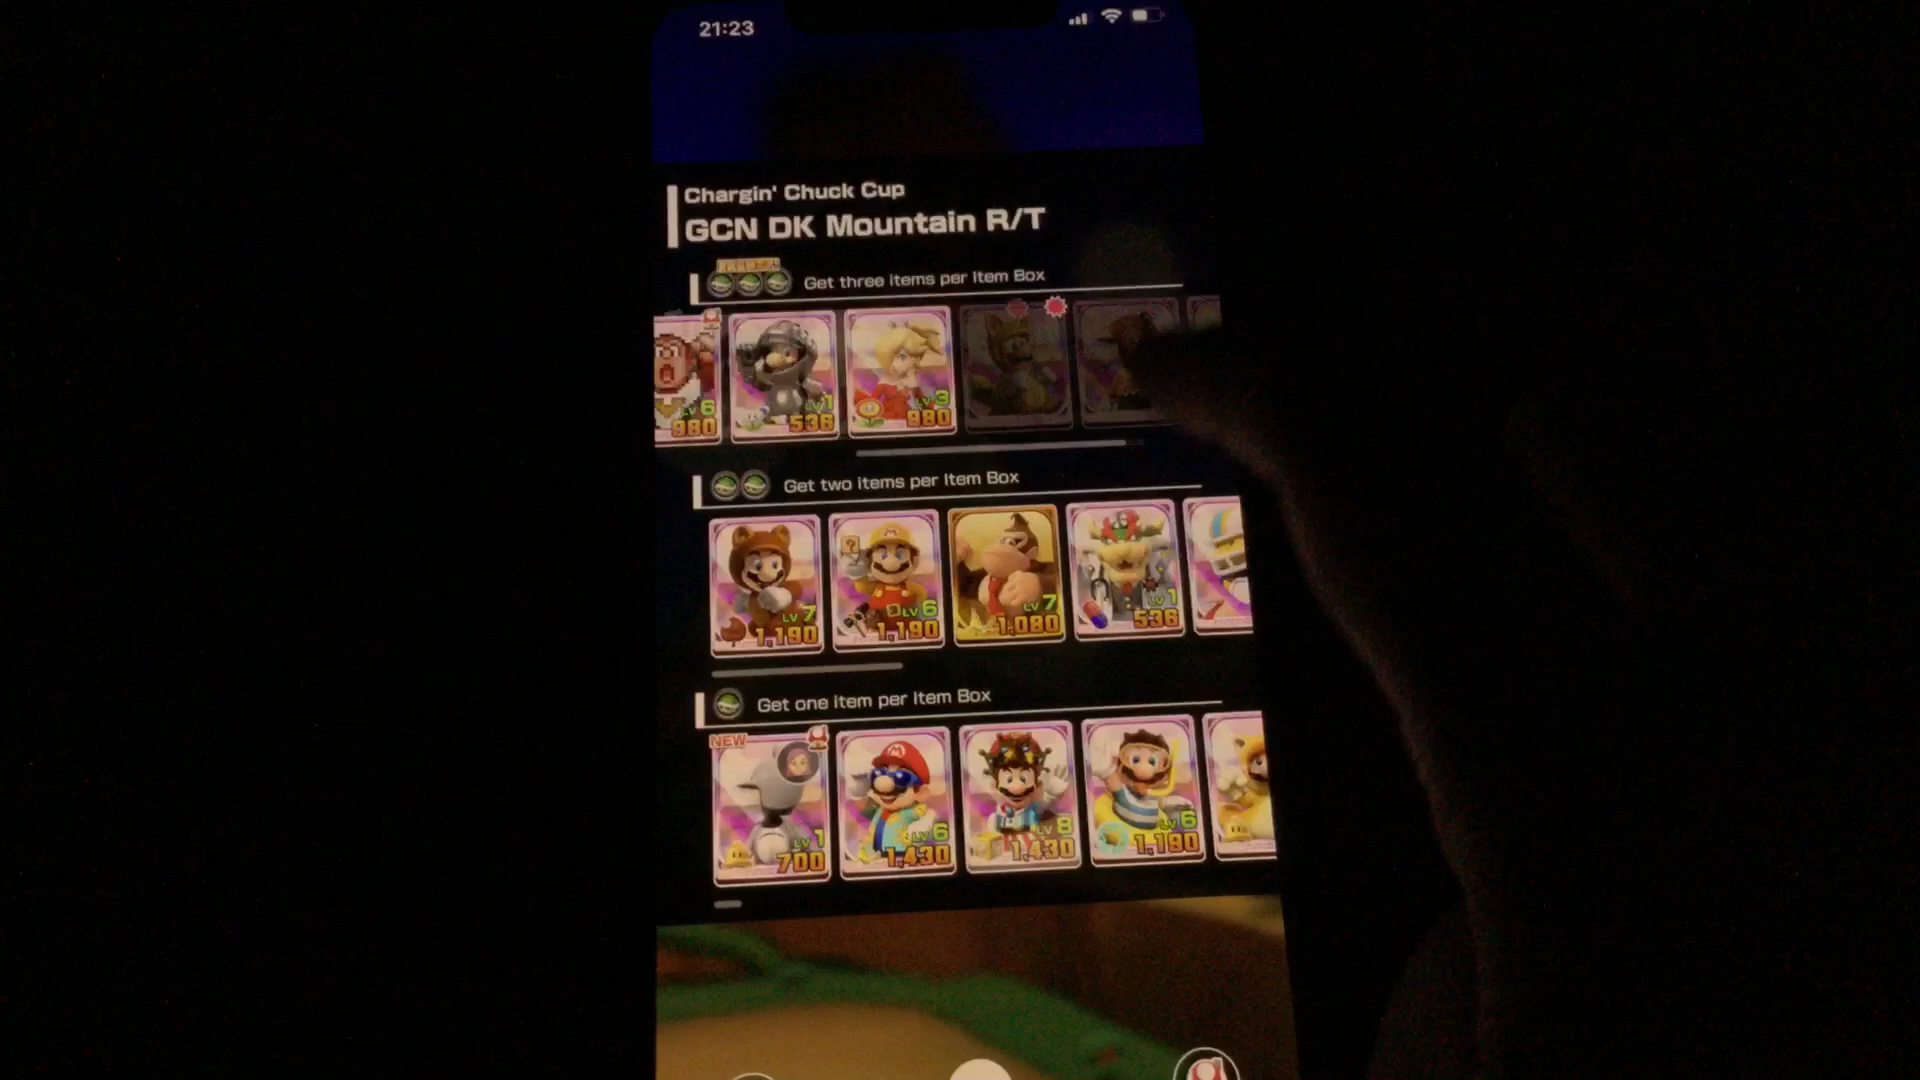 21:23
Chargin' Chuck Cup
GCN DK Mountain R/T
Get three items per Item Box
LV 6 LV 1 LV 3
980 536 980
Get two items per Item Box
LV 7 LV 6 LV 7 LV 1
1,190 1,190 1,080 536
Get one item per Item Box
NEW
LV 1 LV 6 LV 8 LV 6
700 1,430 1,430 1,190